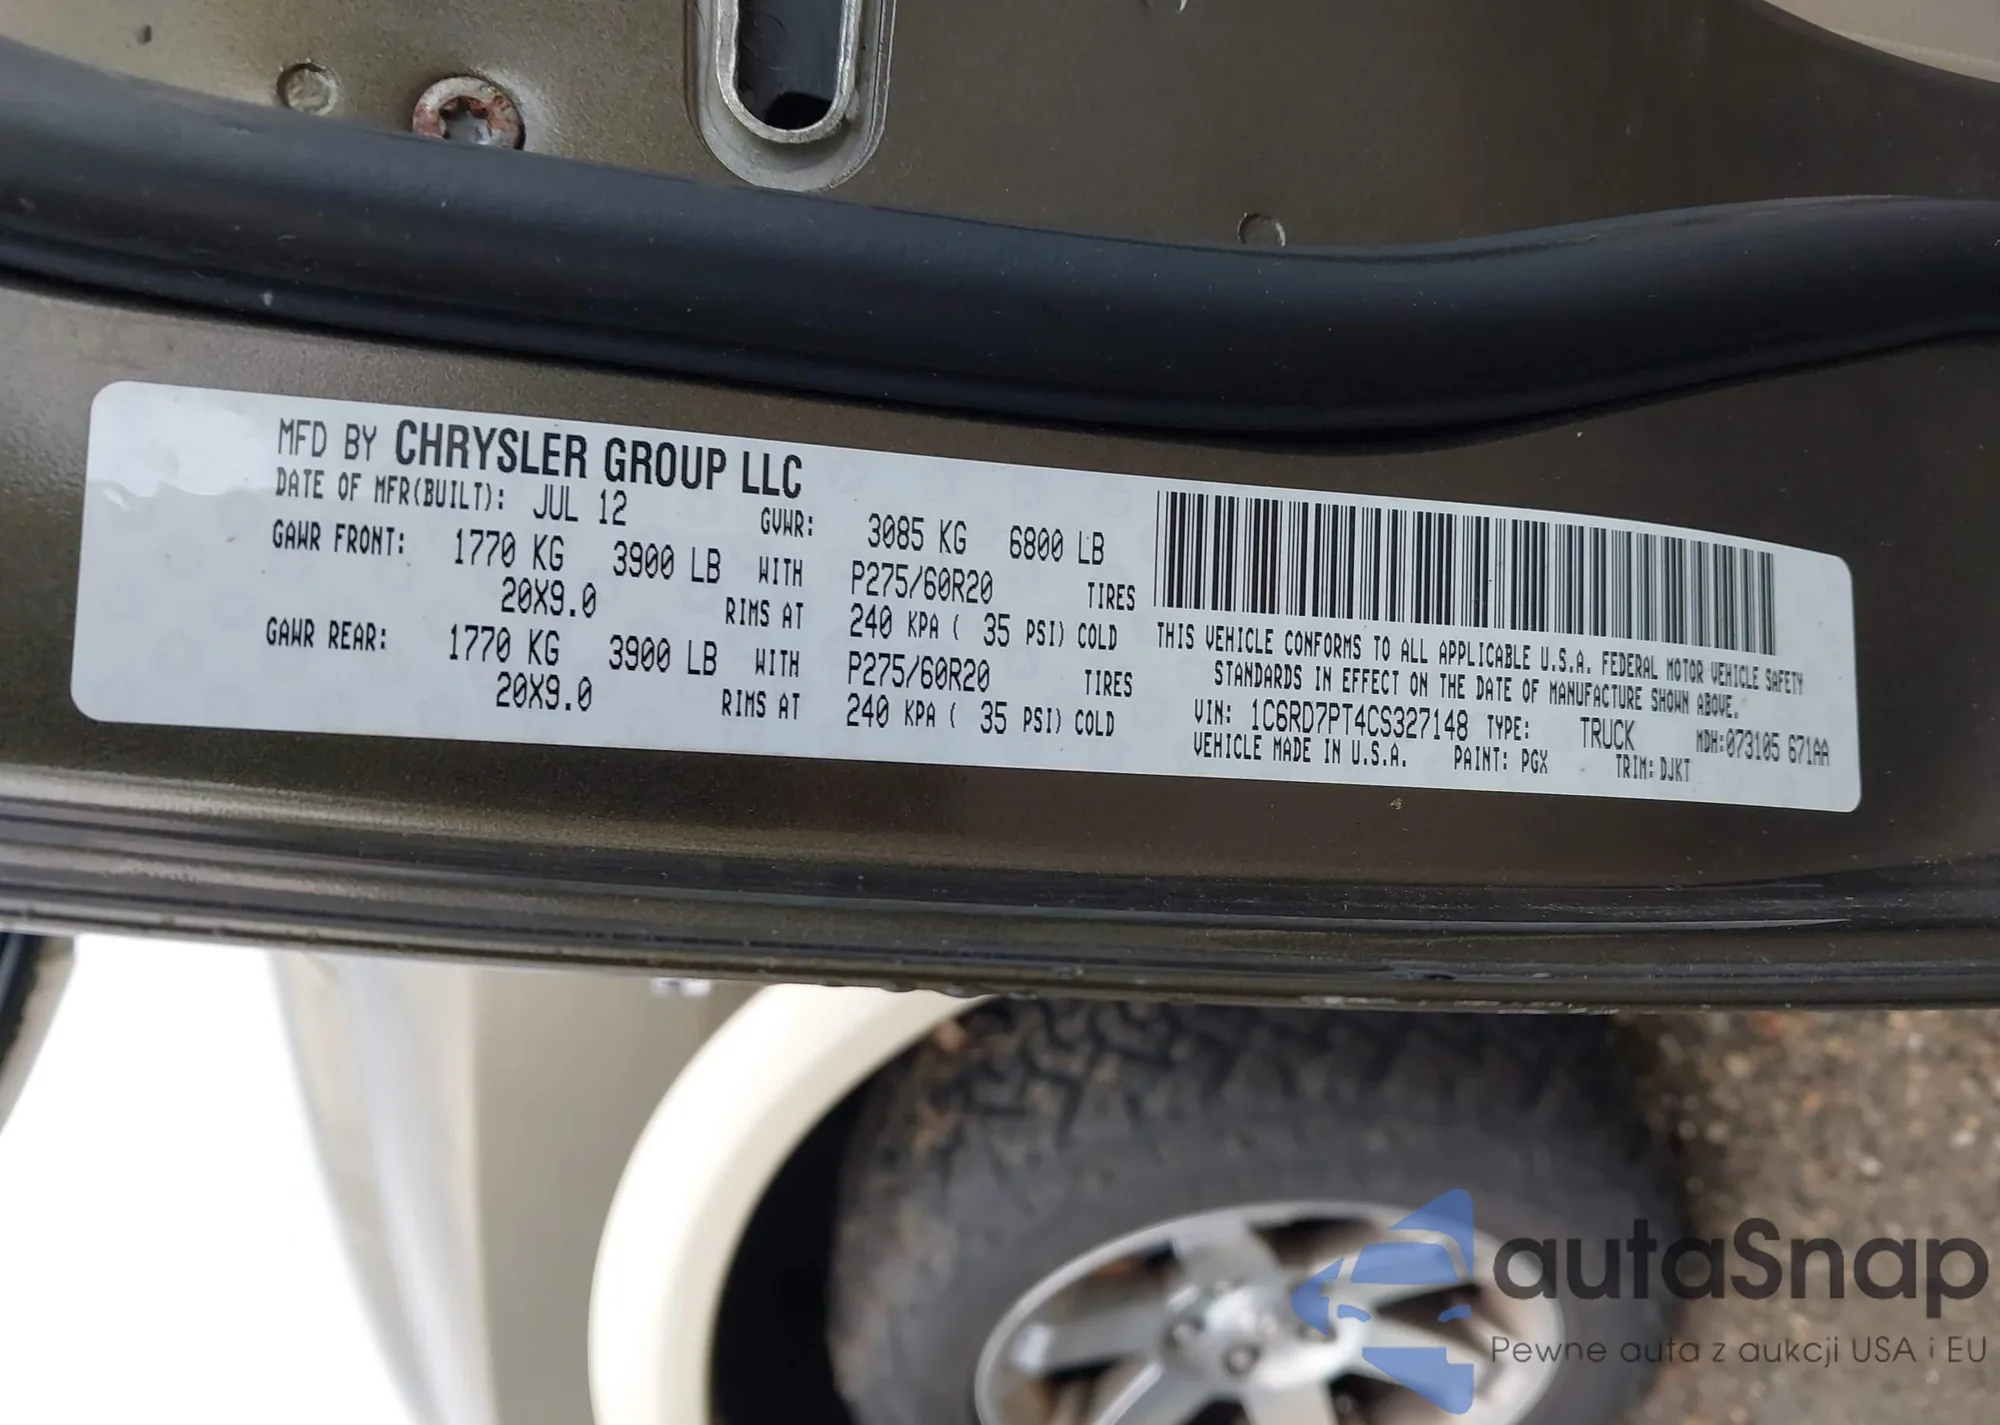 MFD BY CHRYSLER GROUP LLC
DATE OF MFR(BUILT): JUL 12 GVWR: 3085 KG 6800 LB
GAWR FRONT: 1770 KG 3900 LB WITH P275/60R20 TIRES
20X9.0 RIMS AT 240 KPA ( 35 PSI) COLD
GAWR REAR: 1770 KG 3900 LB WITH P275/60R20 TIRES
20X9.0 RIMS AT 240 KPA ( 35 PSI) COLD
THIS VEHICLE CONFORMS TO ALL APPLICABLE U.S.A. FEDERAL MOTOR VEHICLE SAFETY
STANDARDS IN EFFECT ON THE DATE OF MANUFACTURE SHOWN ABOVE.
VIN: 1C6RD7PT4CS327148 TYPE: TRUCK MDH:073105 671AA
VEHICLE MADE IN U.S.A. PAINT: PGX TRIM: DJKT
autaSnap
Pewne auta z aukcji USA i EU